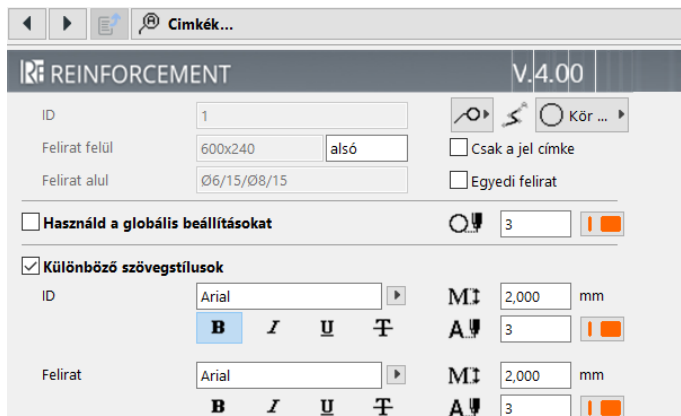 Cimkék...
REINFORCEMENT V.4.00
ID 1 Kör ...
Felirat felül 600x240 alsó Csak a jel címke
Felirat alul Ø6/15/Ø8/15 Egyedi felirat
Használd a globális beállításokat 3
Különböző szövegstílusok
ID Arial M 2,000 mm
B I U T A 3
Felirat Arial M 2,000 mm
B I U T A 3